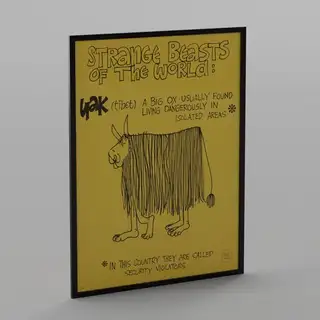 STRANGE BEASTS
OF THE WORLD:
YAK (TIBET) A BIG OX USUALLY FOUND
LIVING DANGEROUSLY IN
ISOLATED AREAS *
* IN THIS COUNTRY THEY ARE CALLED
SECURITY VIOLATORS